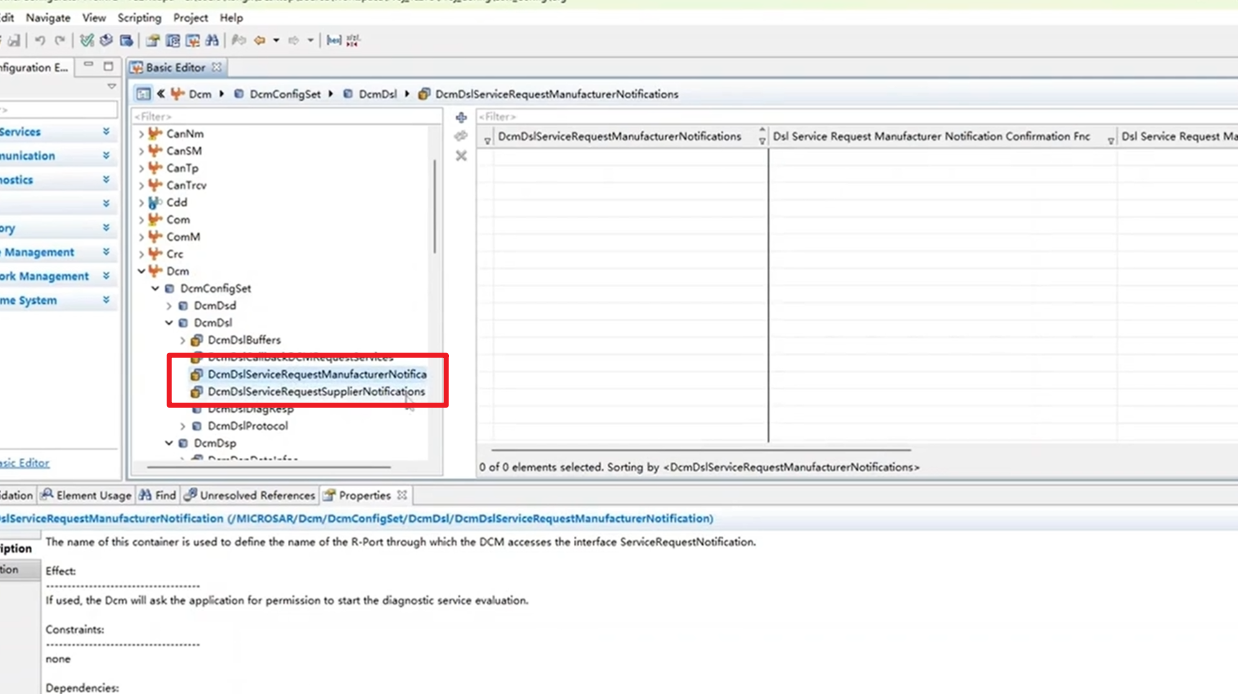 dit Navigate View Scripting Project Help
nfiguration E...
Basic Editor
Dcm DcmConfigSet DcmDsl DcmDslServiceRequestManufacturerNotifications
<Filter>
<Filter>
DcmDslServiceRequestManufacturerNotifications Dsl Service Request Manufacturer Notification Confirmation Fnc Dsl Service Request Ma
Services
munication
nostics
ory
e Management
ork Management
me System
asic Editor
CanNm
CanSM
CanTp
CanTrcv
Cdd
Com
ComM
Crc
Dcm
DcmConfigSet
DcmDsd
DcmDsl
DcmDslBuffers
DcmDslCallbackDCMRequestServices
DcmDslServiceRequestManufacturerNotifica
DcmDslServiceRequestSupplierNotifications
DcmDslDiagResp
DcmDslProtocol
DcmDsp
0 of 0 elements selected. Sorting by <DcmDslServiceRequestManufacturerNotifications>
idation Element Usage Find Unresolved References Properties
slServiceRequestManufacturerNotification (/MICROSAR/Dcm/DcmConfigSet/DcmDsl/DcmDslServiceRequestManufacturerNotification)
iption
tion
The name of this container is used to define the name of the R-Port through which the DCM accesses the interface ServiceRequestNotification.
Effect:
If used, the Dcm will ask the application for permission to start the diagnostic service evaluation.
Constraints:
none
Dependencies: